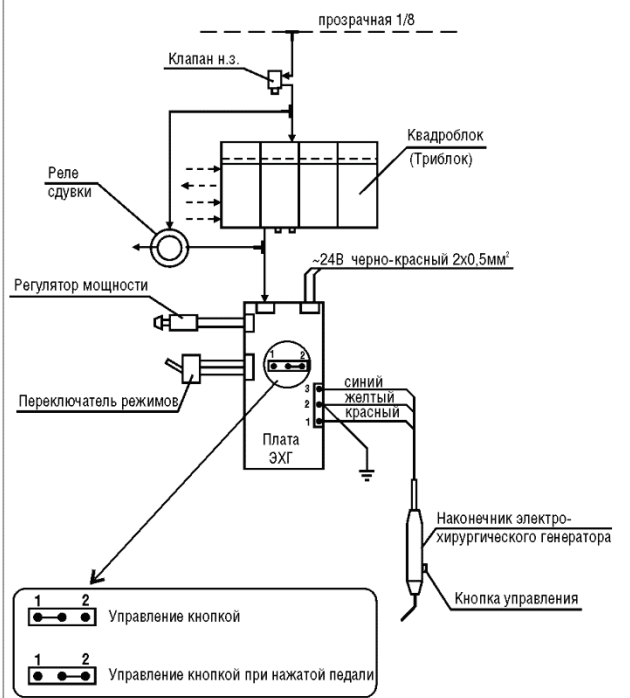 прозрачная 1/8
Клапан н.з.
Квадроблок
(Триблок)
Реле
сдувки
~24В черно-красный 2х0,5мм²
Регулятор мощности
1 2
Переключатель режимов
3 синий
2 желтый
1 красный
Плата
ЭХГ
Наконечник электро-
хирургического генератора
Кнопка управления
1 2
Управление кнопкой
1 2
Управление кнопкой при нажатой педали